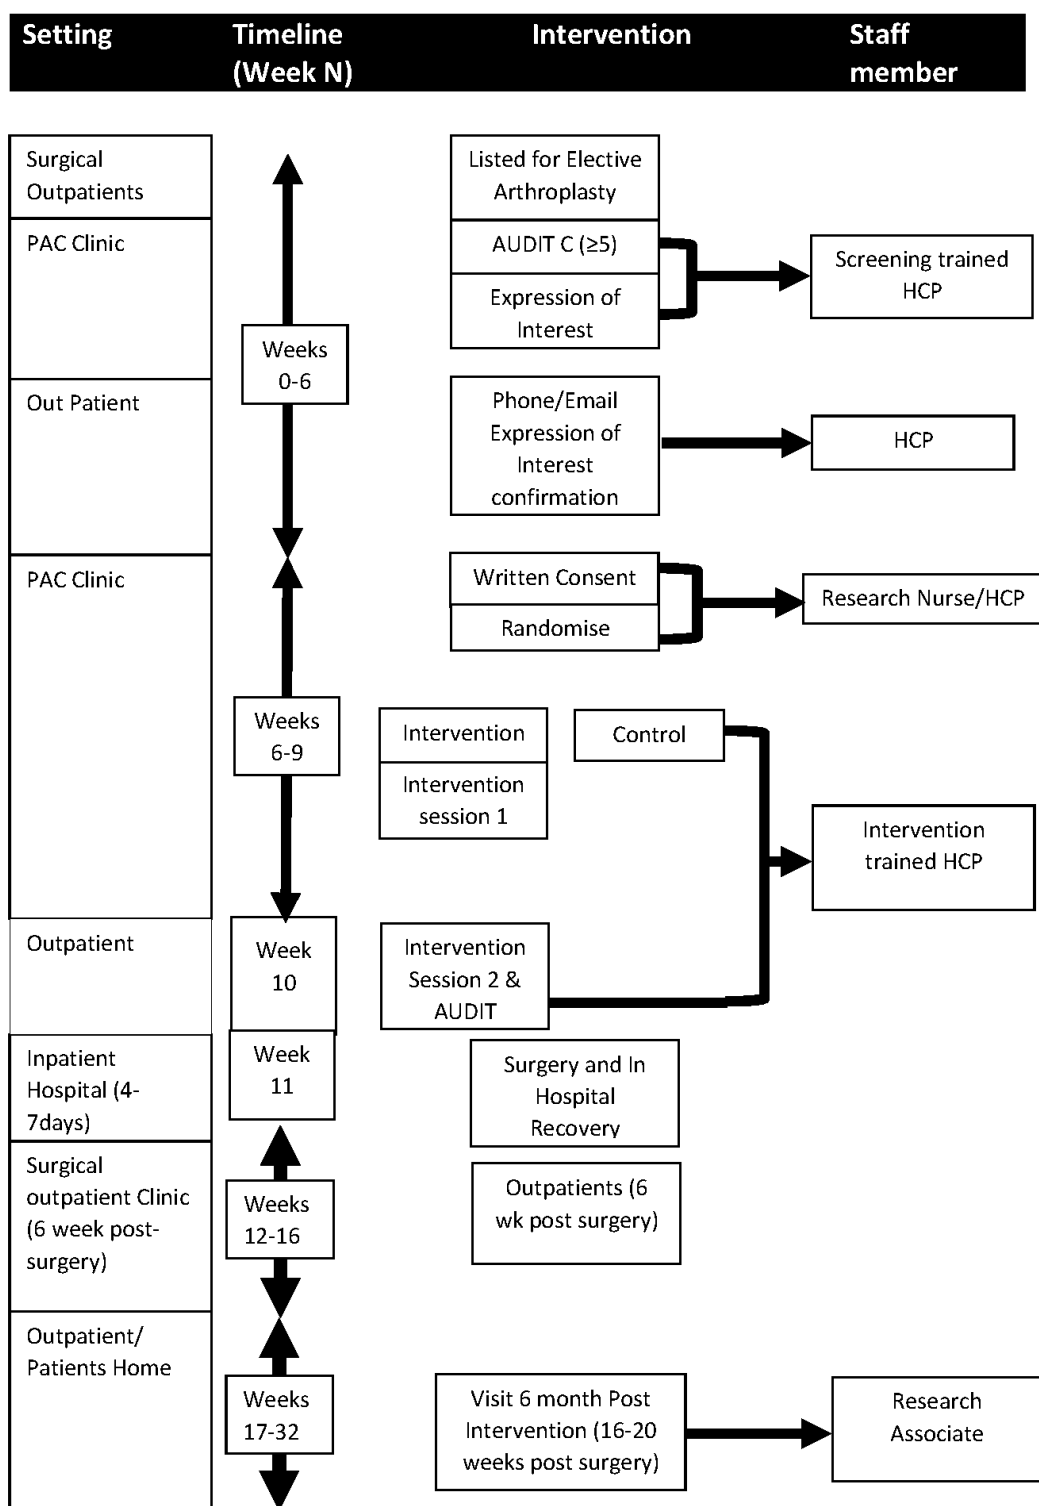 Setting
Timeline
(Week N)
Intervention
Staff
member
Surgical
Outpatients
Listed for Elective
Arthroplasty
PAC Clinic
AUDIT C (≥5)
Expression of
Interest
Screening trained
HCP
Weeks
0-6
Out Patient
Phone/Email
Expression of
Interest
confirmation
HCP
PAC Clinic
Written Consent
Randomise
Research Nurse/HCP
Weeks
6-9
Intervention
Control
Intervention
session 1
Intervention
trained HCP
Outpatient
Week
10
Intervention
Session 2 &
AUDIT
Inpatient
Hospital (4-
7days)
Week
11
Surgery and In
Hospital
Recovery
Surgical
outpatient Clinic
(6 week post-
surgery)
Weeks
12-16
Outpatients (6
wk post surgery)
Outpatient/
Patients Home
Weeks
17-32
Visit 6 month Post
Intervention (16-20
weeks post surgery)
Research
Associate